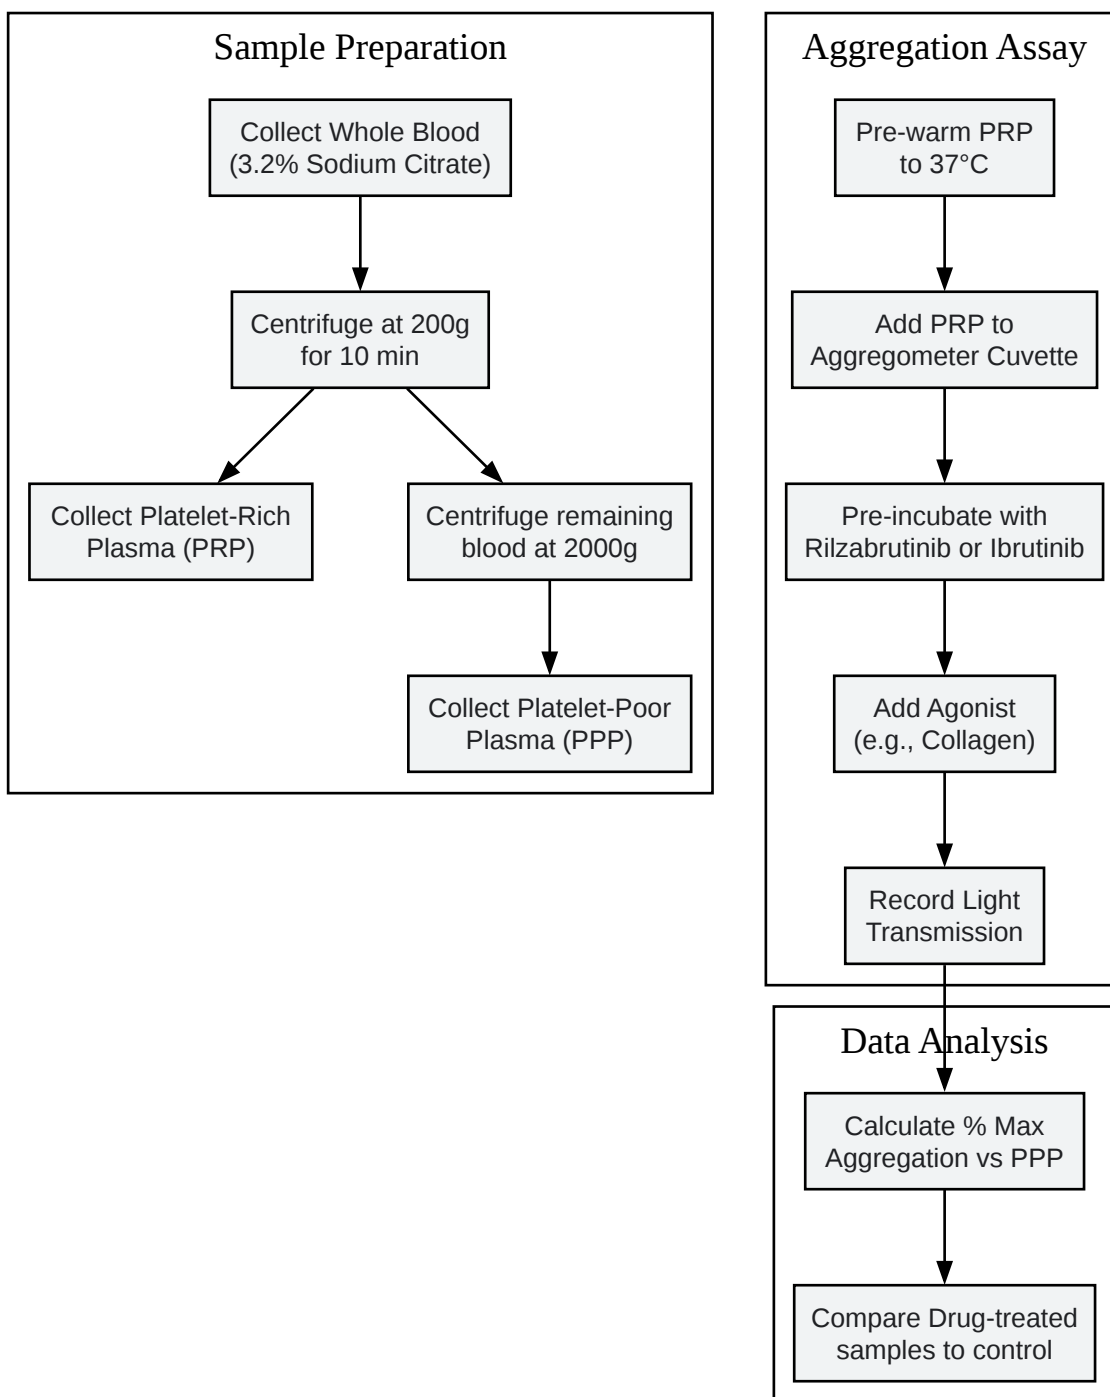 Sample Preparation
Collect Whole Blood
(3.2% Sodium Citrate)
Centrifuge at 200g
for 10 min
Collect Platelet-Rich
Plasma (PRP)
Centrifuge remaining
blood at 2000g
Collect Platelet-Poor
Plasma (PPP)
Aggregation Assay
Pre-warm PRP
to 37°C
Add PRP to
Aggregometer Cuvette
Pre-incubate with
Rilzabrutinib or Ibrutinib
Add Agonist
(e.g., Collagen)
Record Light
Transmission
Data Analysis
Calculate % Max
Aggregation vs PPP
Compare Drug-treated
samples to control